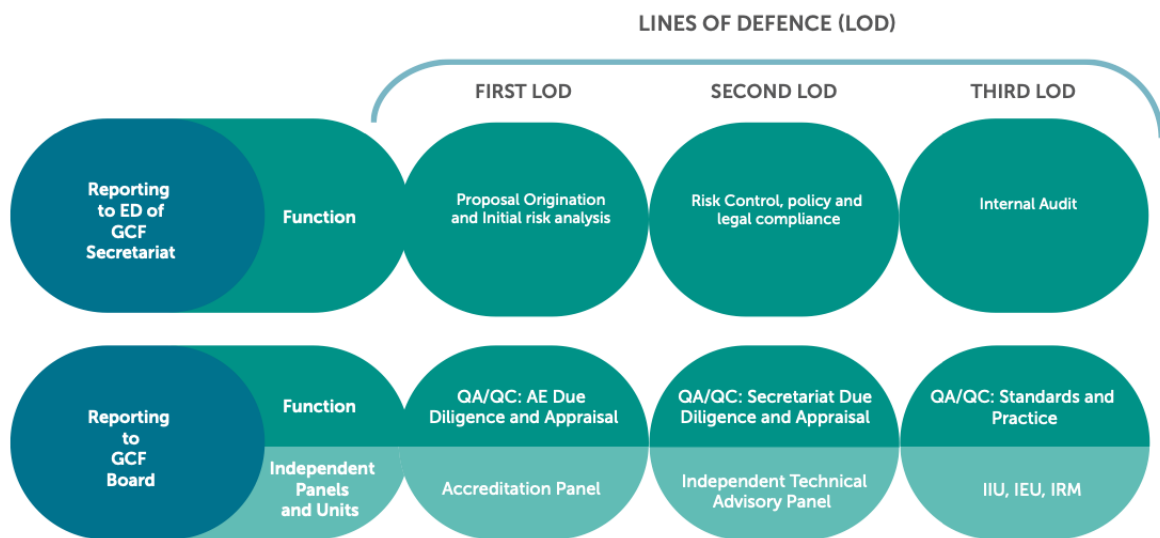 LINES OF DEFENCE (LOD)
FIRST LOD
SECOND LOD
THIRD LOD
Reporting
to ED of
GCF
Secretariat
Function
Proposal Origination
and Initial risk analysis
Risk Control, policy and
legal compliance
Internal Audit
Reporting
to
GCF
Board
Function
QA/QC: AE Due
Diligence and Appraisal
QA/QC: Secretariat Due
Diligence and Appraisal
QA/QC: Standards and
Practice
Independent
Panels
and Units
Accreditation Panel
Independent Technical
Advisory Panel
IIU, IEU, IRM